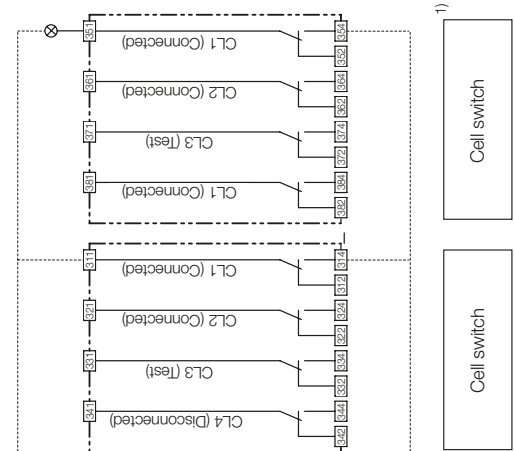 1)
351
CL1 (Connected)
354
352
361
CL2 (Connected)
364
362
371
CL3 (Test)
374
372
381
CL1 (Connected)
384
382
Cell switch
311
CL1 (Connected)
314
312
321
CL2 (Connected)
324
322
331
CL3 (Test)
334
332
341
CL4 (Disconnected)
344
342
Cell switch